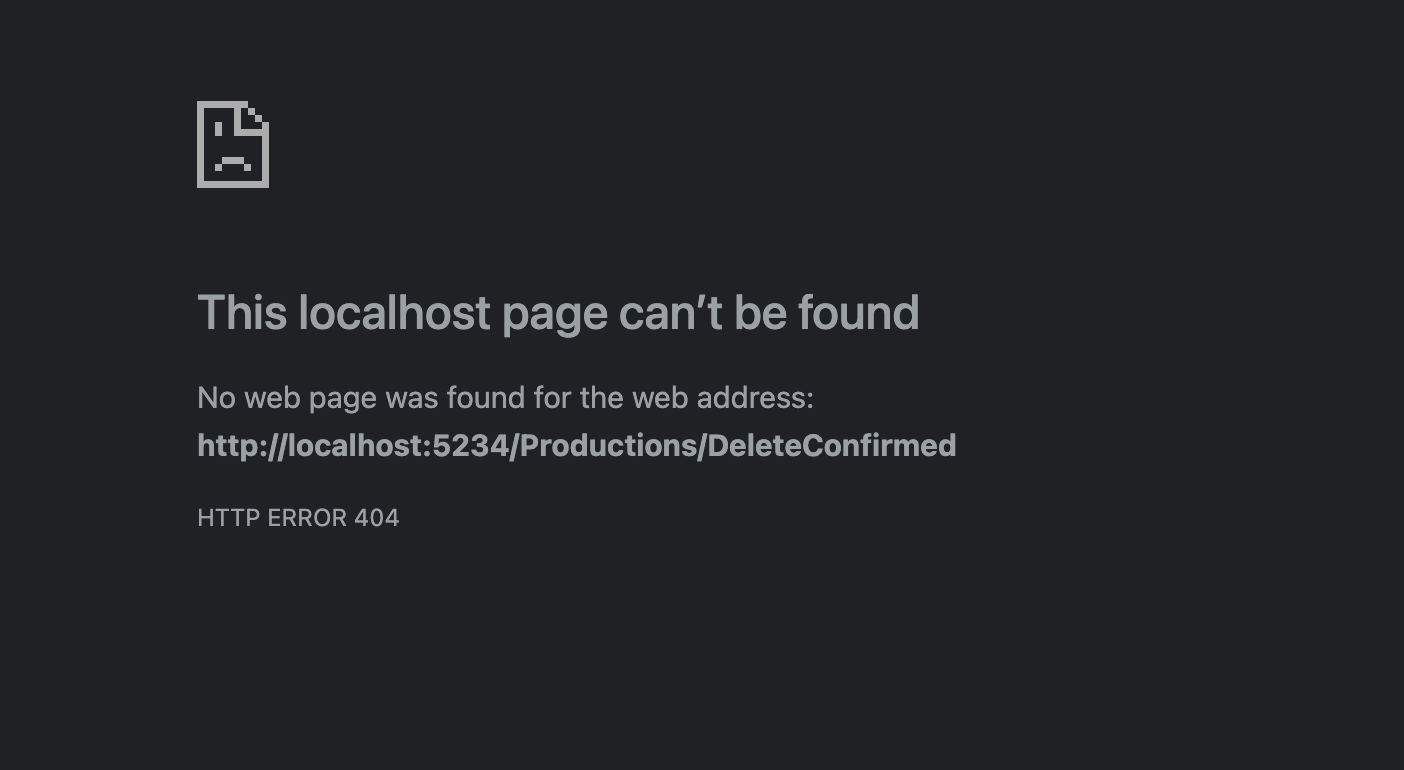 This localhost page can’t be found
No web page was found for the web address:
http://localhost:5234/Productions/DeleteConfirmed
HTTP ERROR 404